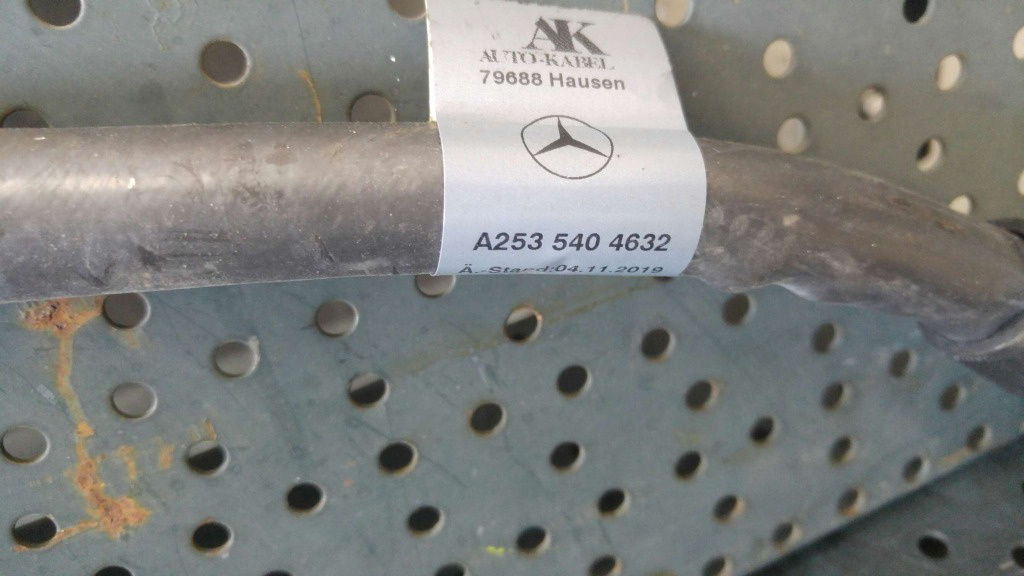 AK
AUTO-KABEL
79688 Hausen
A253 540 4632
Ä.-Stand:04.11.2019